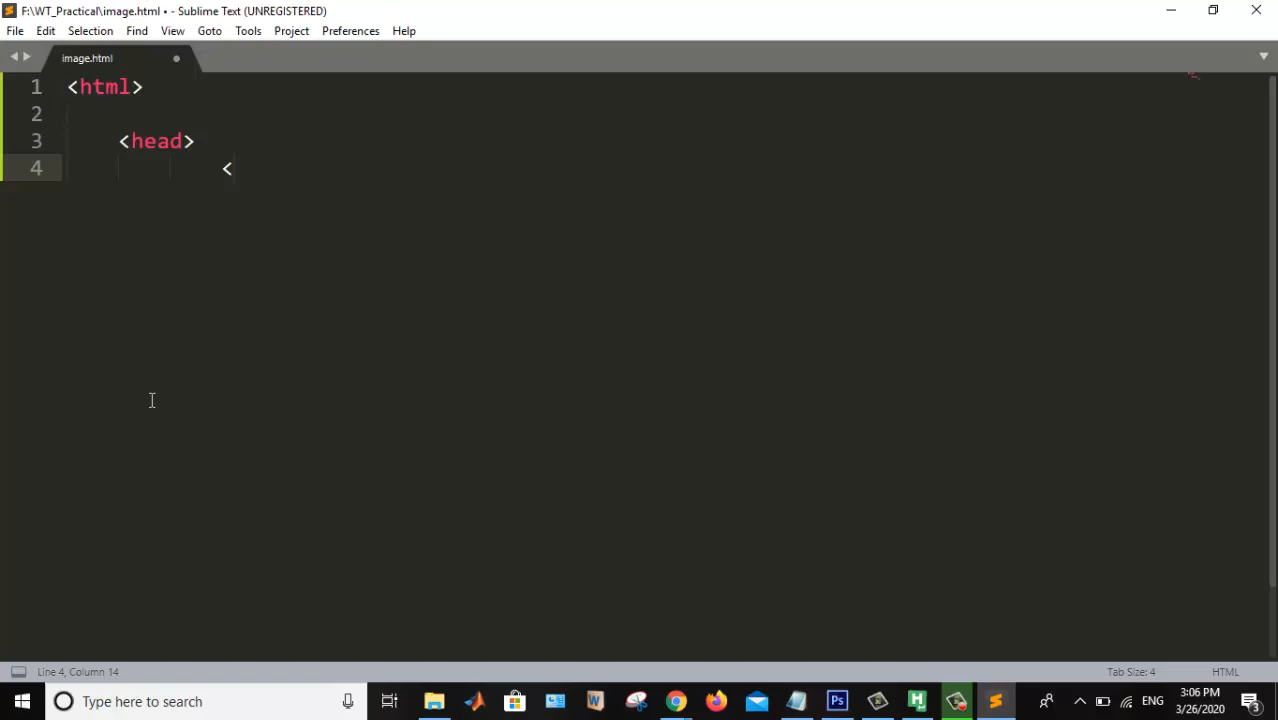 F:\WT_Practical\image.html • - Sublime Text (UNREGISTERED)
File Edit Selection Find View Goto Tools Project Preferences Help
image.html
1 <html>
2
3 <head>
4 <
Line 4, Column 14 Tab Size: 4 HTML
Type here to search ENG 3:06 PM
3/26/2020 3